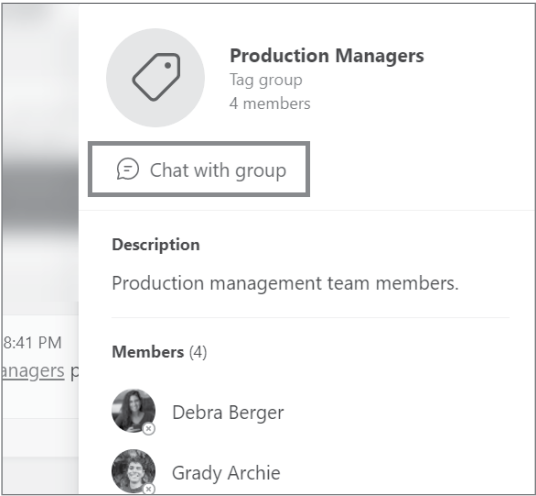 Production Managers
Tag group
4 members
Chat with group
Description
Production management team members.
8:41 PM
anagers p
Members (4)
Debra Berger
Grady Archie